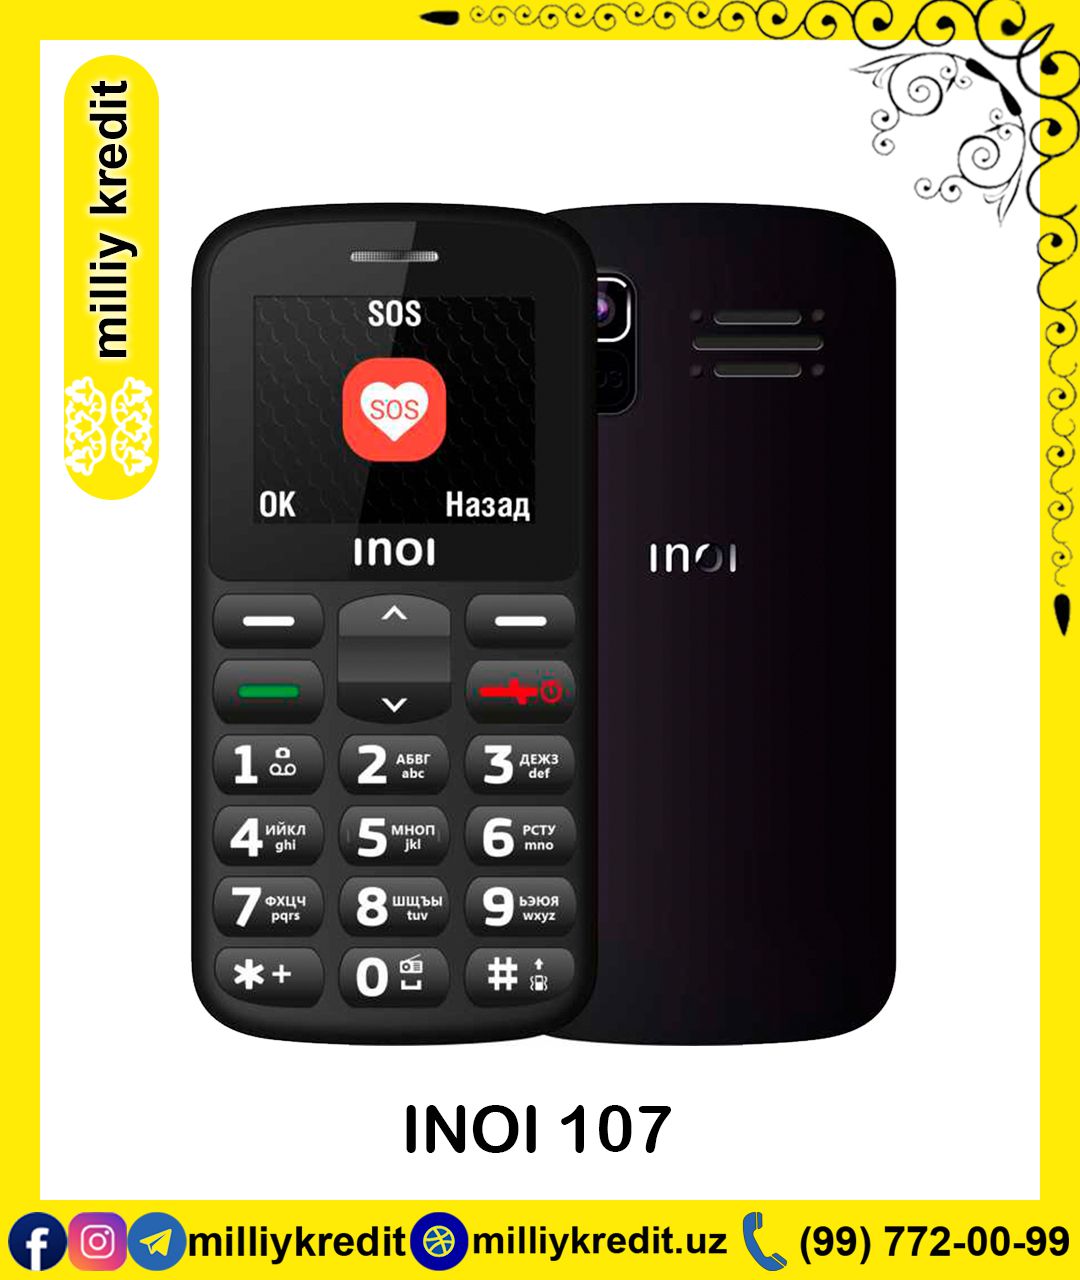 milliy kredit
SOS
SOS
OK Назад
INOI
INOI
1
2 АБВГ abc
3 ДЕЖЗ def
4 ИЙКЛ ghi
5 МНОП jkl
6 РСТУ mno
7 ФХЦЧ pqrs
8 ШЩЪЫ tuv
9 ЬЭЮЯ wxyz
* +
0
#
INOI 107
milliykredit milliykredit.uz (99) 772-00-99